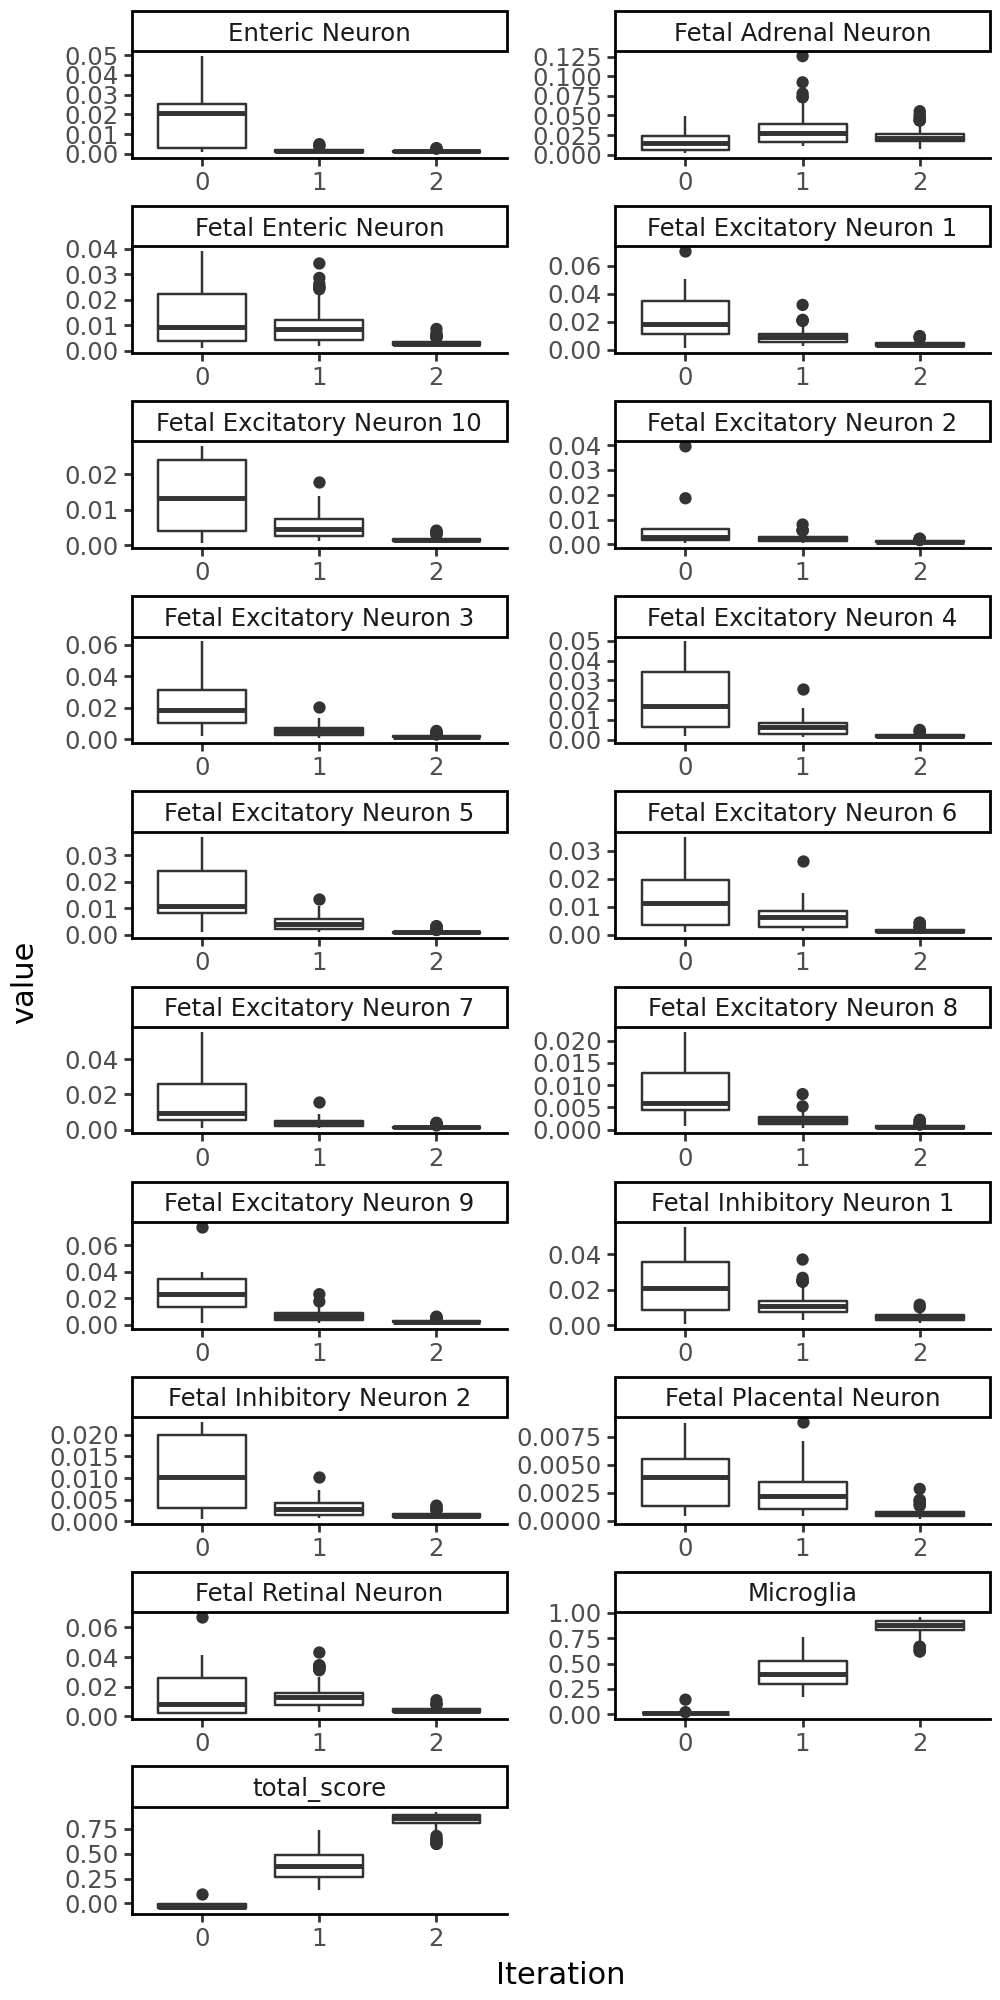 Enteric Neuron
0.05
0.04
0.03
0.02
0.01
0.00
0 1 2
Fetal Adrenal Neuron
0.125
0.100
0.075
0.050
0.025
0.000
0 1 2
Fetal Enteric Neuron
0.04
0.03
0.02
0.01
0.00
0 1 2
Fetal Excitatory Neuron 1
0.06
0.04
0.02
0.00
0 1 2
Fetal Excitatory Neuron 10
0.02
0.01
0.00
0 1 2
Fetal Excitatory Neuron 2
0.04
0.03
0.02
0.01
0.00
0 1 2
Fetal Excitatory Neuron 3
0.06
0.04
0.02
0.00
0 1 2
Fetal Excitatory Neuron 4
0.05
0.04
0.03
0.02
0.01
0.00
0 1 2
Fetal Excitatory Neuron 5
0.03
0.02
0.01
0.00
0 1 2
Fetal Excitatory Neuron 6
0.03
0.02
0.01
0.00
0 1 2
value
Fetal Excitatory Neuron 7
0.04
0.02
0.00
0 1 2
Fetal Excitatory Neuron 8
0.020
0.015
0.010
0.005
0.000
0 1 2
Fetal Excitatory Neuron 9
0.06
0.04
0.02
0.00
0 1 2
Fetal Inhibitory Neuron 1
0.04
0.02
0.00
0 1 2
Fetal Inhibitory Neuron 2
0.020
0.015
0.010
0.005
0.000
0 1 2
Fetal Placental Neuron
0.0075
0.0050
0.0025
0.0000
0 1 2
Fetal Retinal Neuron
0.06
0.04
0.02
0.00
0 1 2
Microglia
1.00
0.75
0.50
0.25
0.00
0 1 2
total_score
0.75
0.50
0.25
0.00
0 1 2
Iteration